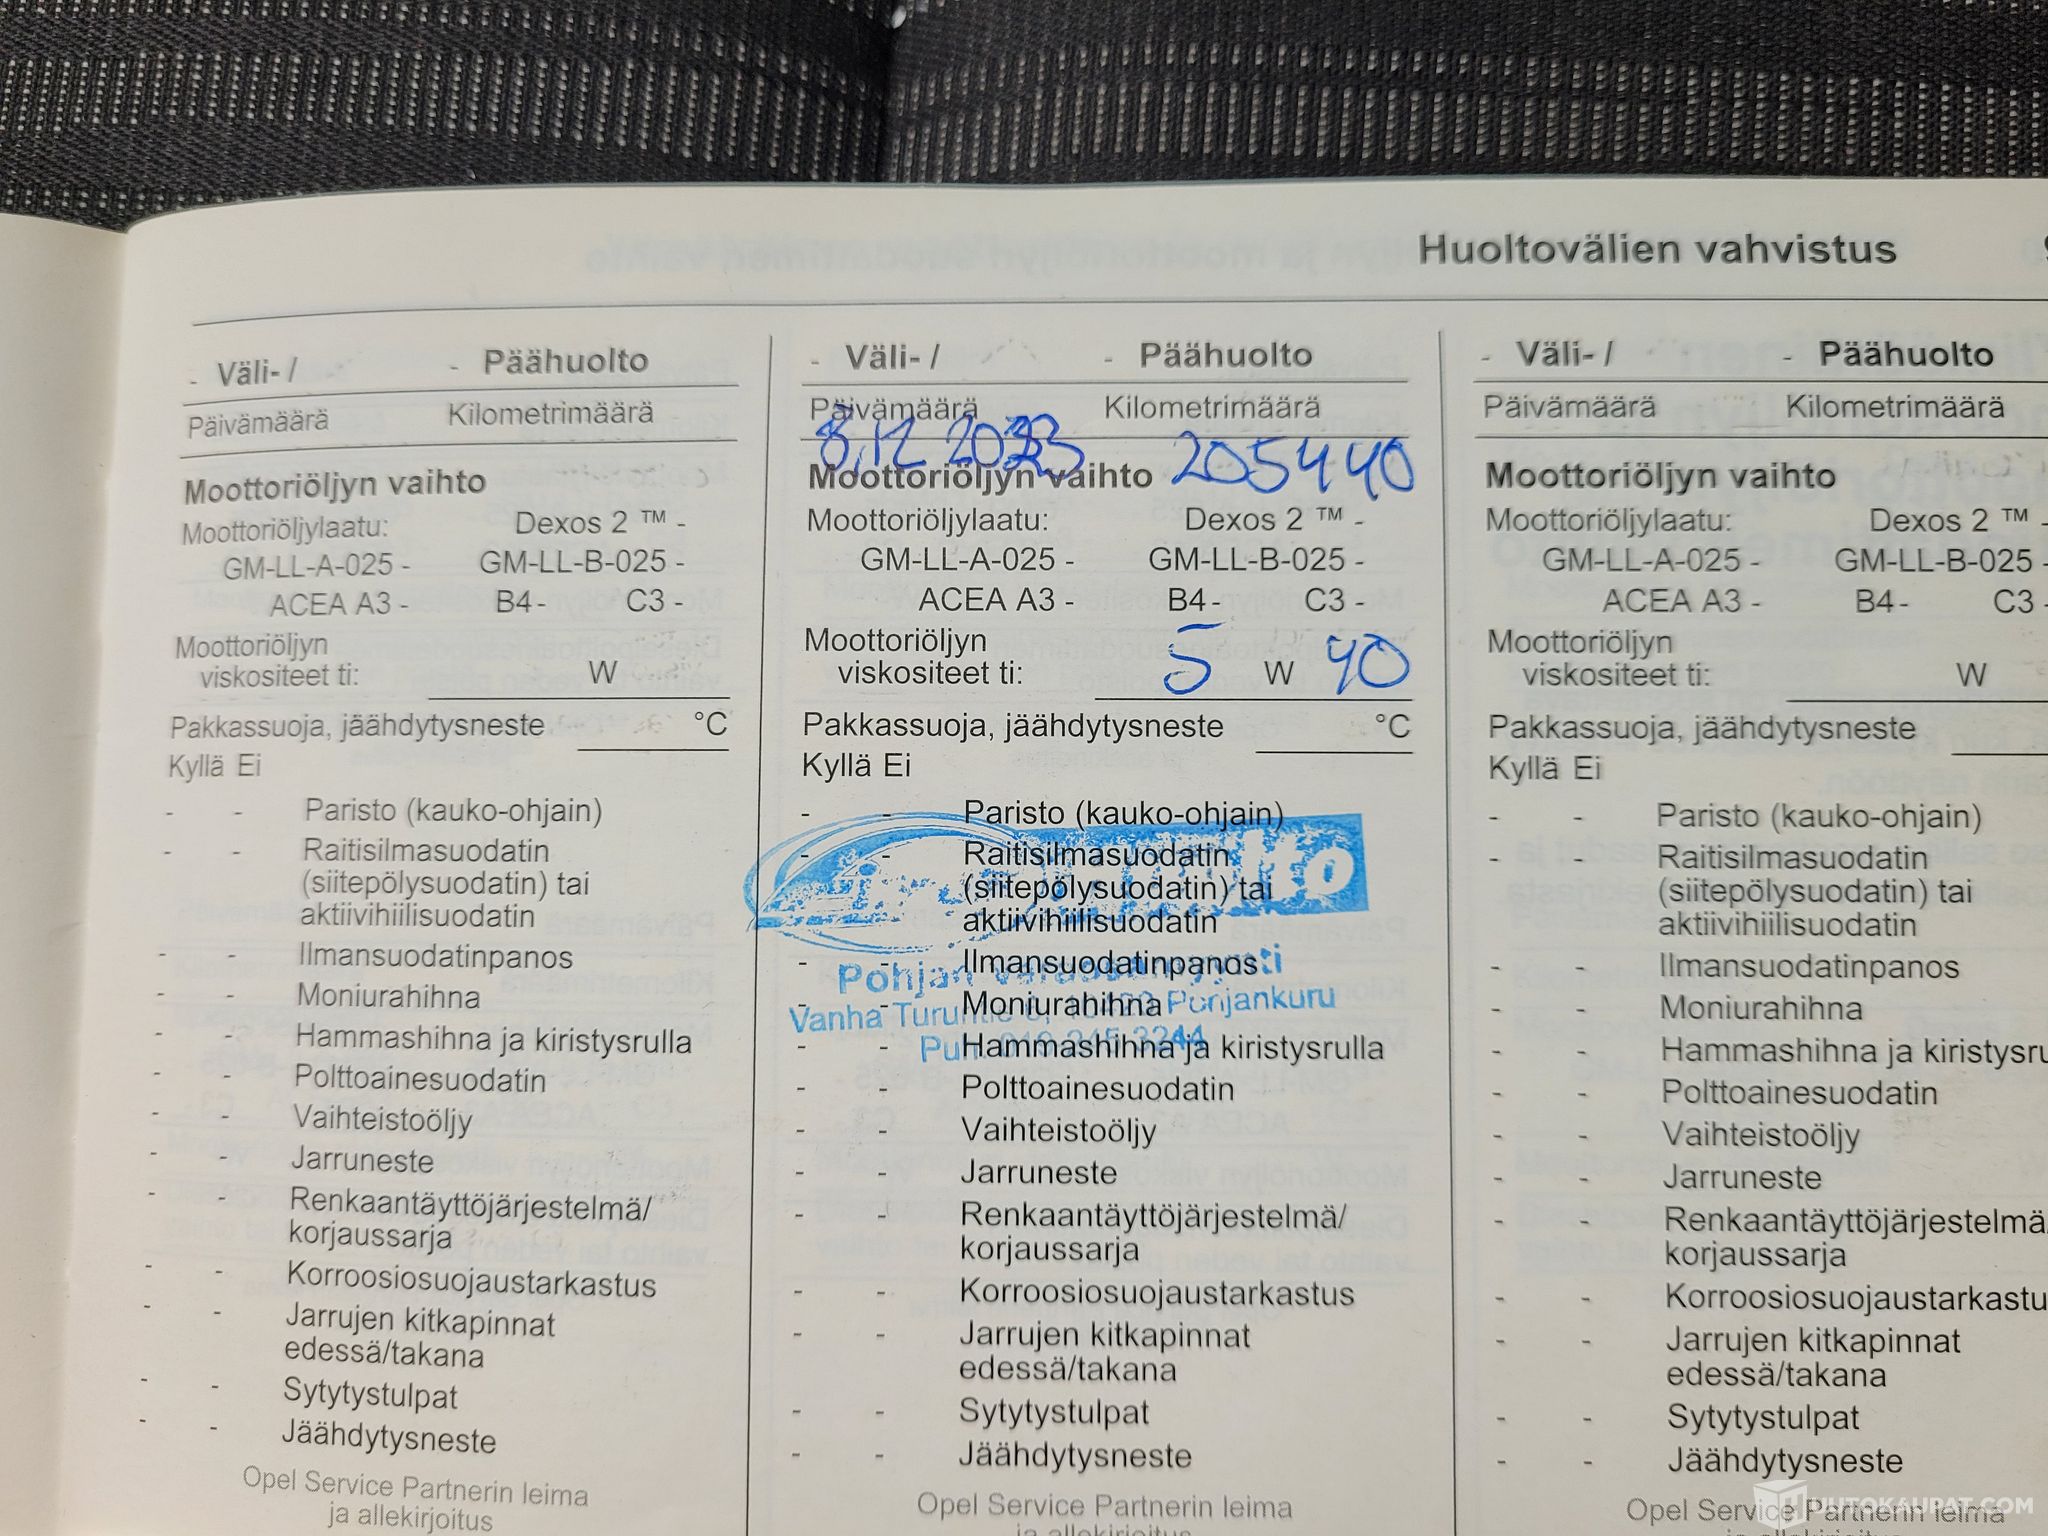 Huoltovälien vahvistus
- Väli- / - Päähuolto
Päivämäärä Kilometrimäärä
Moottoriöljyn vaihto
Moottoriöljylaatu: Dexos 2 ™ -
GM-LL-A-025 - GM-LL-B-025 -
ACEA A3 - B4 - C3 -
Moottoriöljyn
viskositeet ti: W
Pakkassuoja, jäähdytysneste °C
Kyllä Ei
- - Paristo (kauko-ohjain)
- - Raitisilmasuodatin
(siitepölysuodatin) tai
aktiivihiilisuodatin
- - Ilmansuodatinpanos
- - Moniurahihna
- - Hammashihna ja kiristysrulla
- - Polttoainesuodatin
- - Vaihteistoöljy
- - Jarruneste
- - Renkaantäyttöjärjestelmä/
korjaussarja
- - Korroosiosuojaustarkastus
- - Jarrujen kitkapinnat
edessä/takana
- - Sytytystulpat
- - Jäähdytysneste
Opel Service Partnerin leima
ja allekirjoitus
- Väli- / - Päähuolto
Päivämäärä Kilometrimäärä
8.12 2023 205440
Moottoriöljyn vaihto
Moottoriöljylaatu: Dexos 2 ™ -
GM-LL-A-025 - GM-LL-B-025 -
ACEA A3 - B4 - C3 -
Moottoriöljyn
viskositeet ti: 5 W 40
Pakkassuoja, jäähdytysneste °C
Kyllä Ei
- - Paristo (kauko-ohjain)
- - Raitisilmasuodatin
(siitepölysuodatin) tai
aktiivihiilisuodatin
- - Ilmansuodatinpanos
Pohjan
- - Moniurahihna
Vanha Pohjankuru
- - Hammashihna ja kiristysrulla
- - Polttoainesuodatin
- - Vaihteistoöljy
- - Jarruneste
- - Renkaantäyttöjärjestelmä/
korjaussarja
- - Korroosiosuojaustarkastus
- - Jarrujen kitkapinnat
edessä/takana
- - Sytytystulpat
- - Jäähdytysneste
Opel Service Partnerin leima
ja allekirjoitus
- Väli- / - Päähuolto
Päivämäärä Kilometrimäärä
Moottoriöljyn vaihto
Moottoriöljylaatu: Dexos 2 ™ -
GM-LL-A-025 - GM-LL-B-025 -
ACEA A3 - B4 - C3 -
Moottoriöljyn
viskositeet ti: W
Pakkassuoja, jäähdytysneste
Kyllä Ei
- - Paristo (kauko-ohjain)
- - Raitisilmasuodatin
(siitepölysuodatin) tai
aktiivihiilisuodatin
- - Ilmansuodatinpanos
- - Moniurahihna
- - Hammashihna ja kiristysru
- - Polttoainesuodatin
- - Vaihteistoöljy
- - Jarruneste
- - Renkaantäyttöjärjestelmä/
korjaussarja
- - Korroosiosuojaustarkastu
- - Jarrujen kitkapinnat
edessä/takana
- - Sytytystulpat
- - Jäähdytysneste
Opel Service Partnerin leima
AUTOKAUPAT.COM